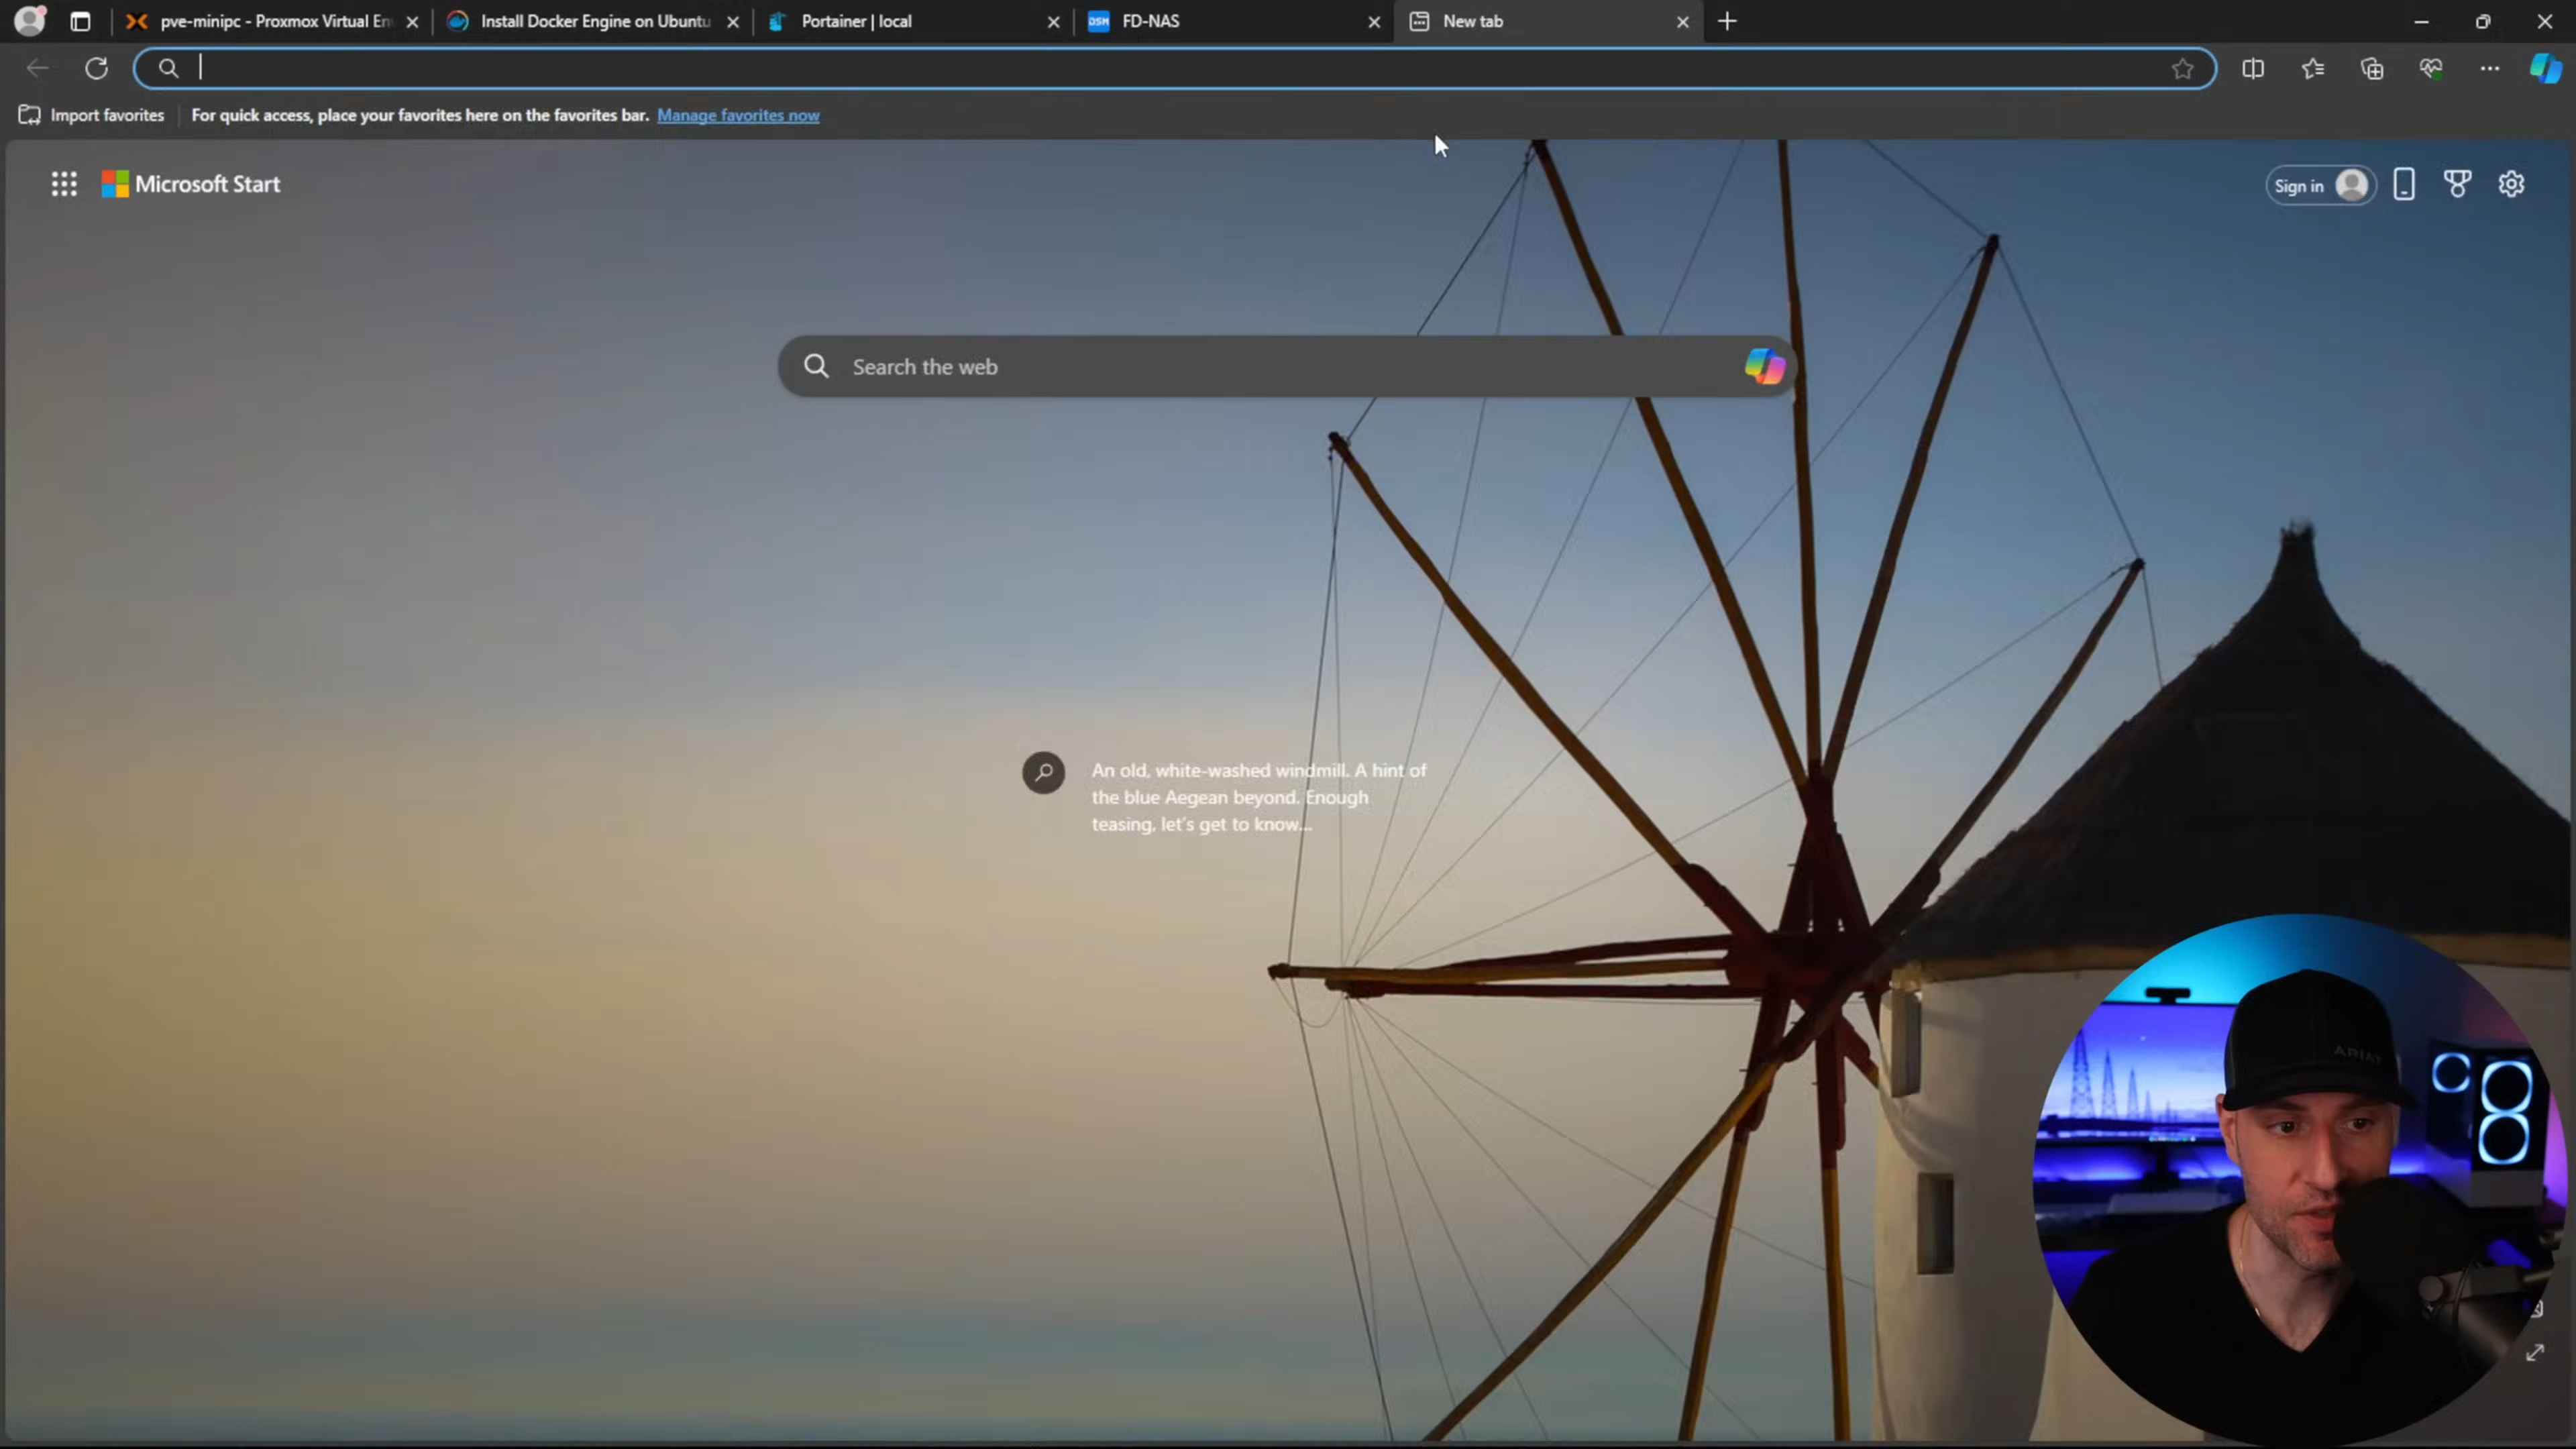 pve-minipc - Proxmox Virtual En
Install Docker Engine on Ubuntu
Portainer | local
DSM
FD-NAS
New tab
Import favorites
For quick access, place your favorites here on the favorites bar. Manage favorites now
Microsoft Start
Sign in
Search the web
An old, white-washed windmill. A hint of
the blue Aegean beyond. Enough
teasing, let's get to know...
ARIAT